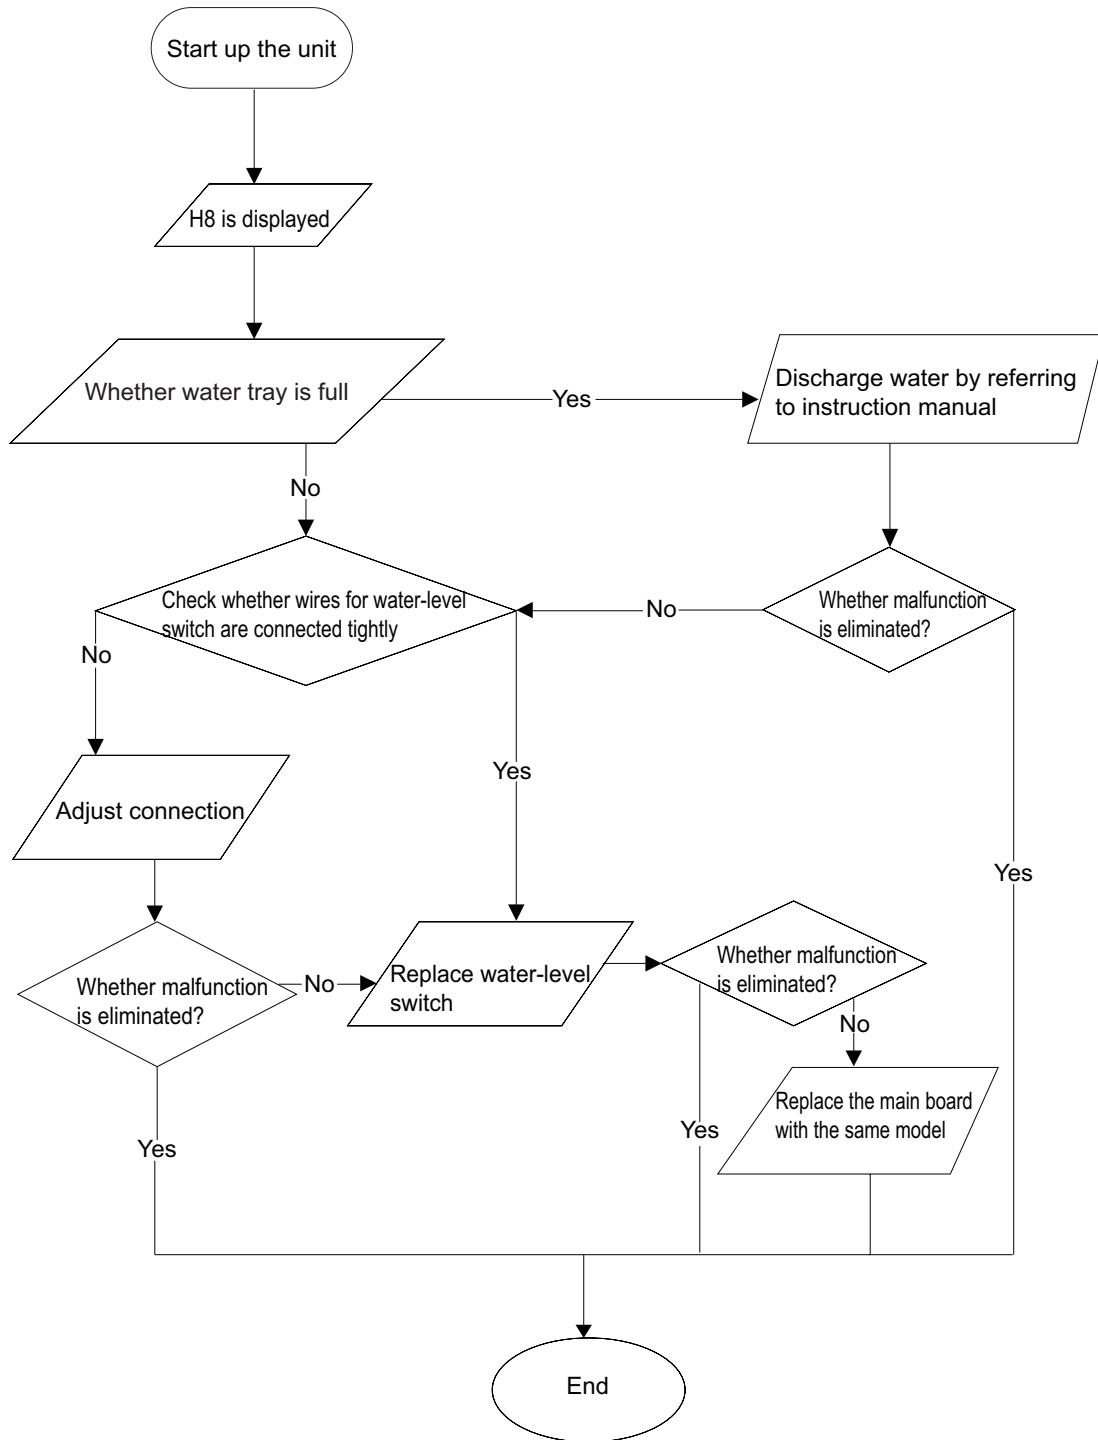 Start up the unit
H8 is displayed
Whether water tray is full
Yes
Discharge water by referring
to instruction manual
No
Check whether wires for water-level
switch are connected tightly
No
Whether malfunction
is eliminated?
No
Yes
Adjust connection
Yes
Whether malfunction
is eliminated?
No
Replace water-level
switch
Whether malfunction
is eliminated?
No
Yes
Yes
Replace the main board
with the same model
End